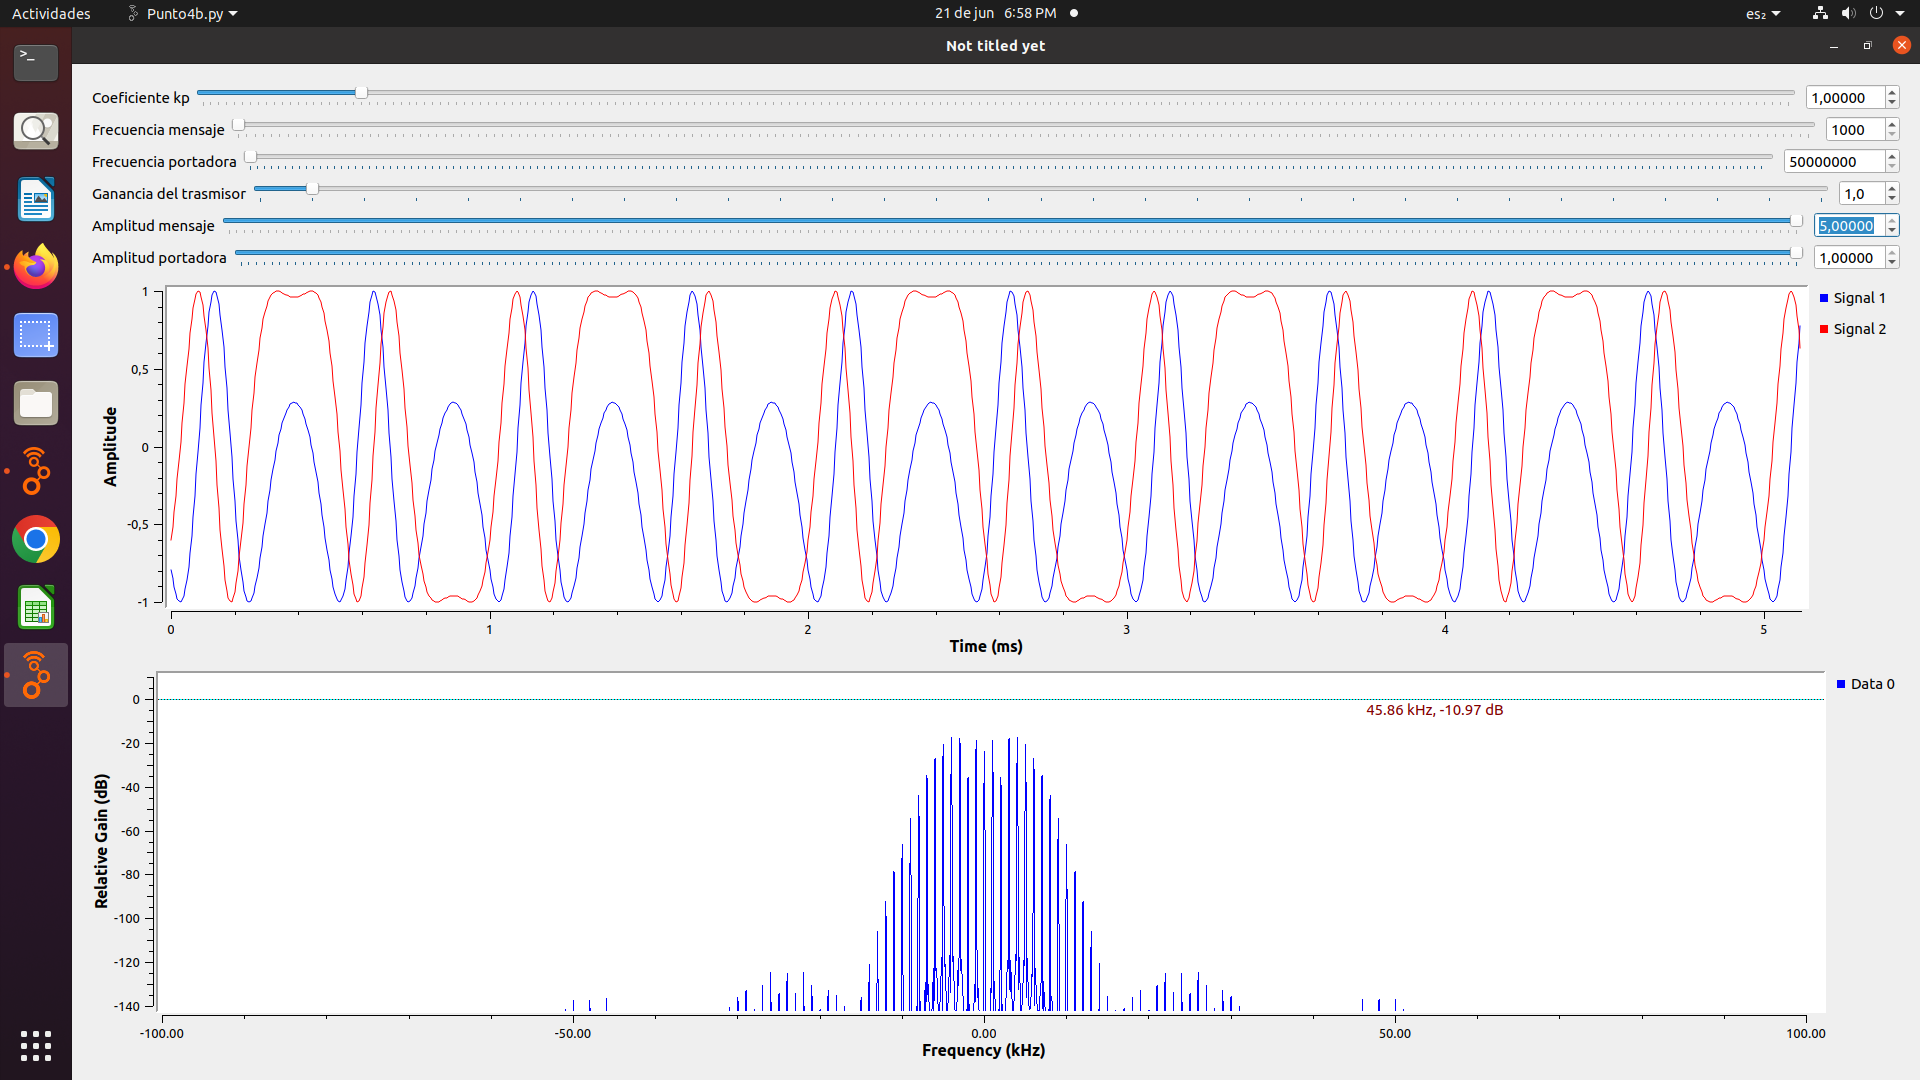 Actividades Punto4b.py 21 de jun 6:58 PM es₂
Not titled yet
Coeficiente kp 1,00000
Frecuencia mensaje 1000
Frecuencia portadora 50000000
Ganancia del trasmisor 1,0
Amplitud mensaje 5,00000
Amplitud portadora 1,00000
Signal 1
Signal 2
Amplitude
1
0,5
0
-0,5
-1
0 1 2 3 4 5
Time (ms)
Data 0
45.86 kHz, -10.97 dB
Relative Gain (dB)
0
-20
-40
-60
-80
-100
-120
-140
-100.00 -50.00 0.00 50.00 100.00
Frequency (kHz)